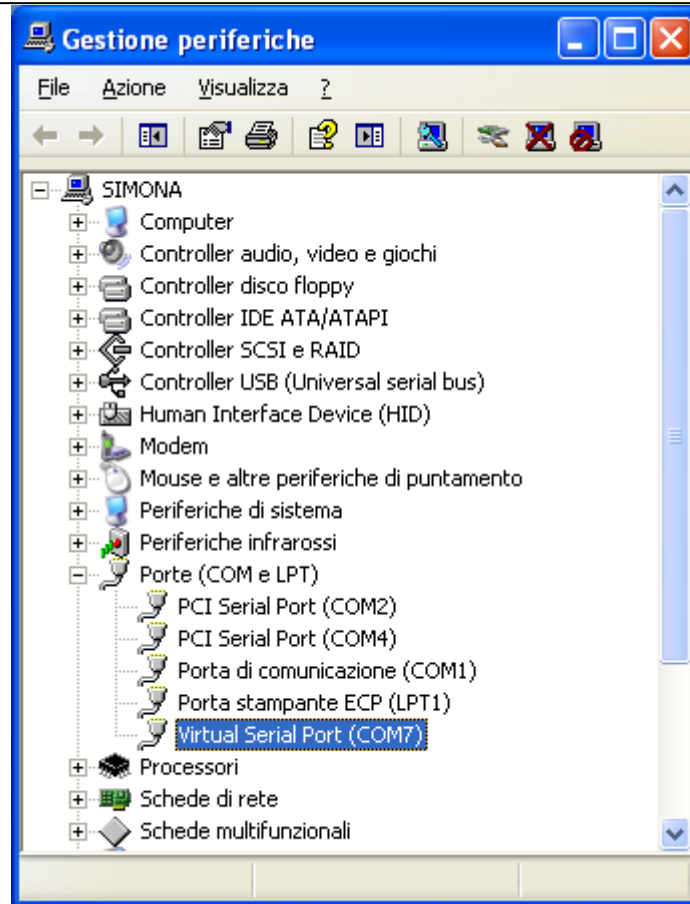 Gestione periferiche
File Azione Visualizza ?
SIMONA
Computer
Controller audio, video e giochi
Controller disco floppy
Controller IDE ATA/ATAPI
Controller SCSI e RAID
Controller USB (Universal serial bus)
Human Interface Device (HID)
Modem
Mouse e altre periferiche di puntamento
Periferiche di sistema
Periferiche infrarossi
Porte (COM e LPT)
PCI Serial Port (COM2)
PCI Serial Port (COM4)
Porta di comunicazione (COM1)
Porta stampante ECP (LPT1)
Virtual Serial Port (COM7)
Processori
Schede di rete
Schede multifunzionali